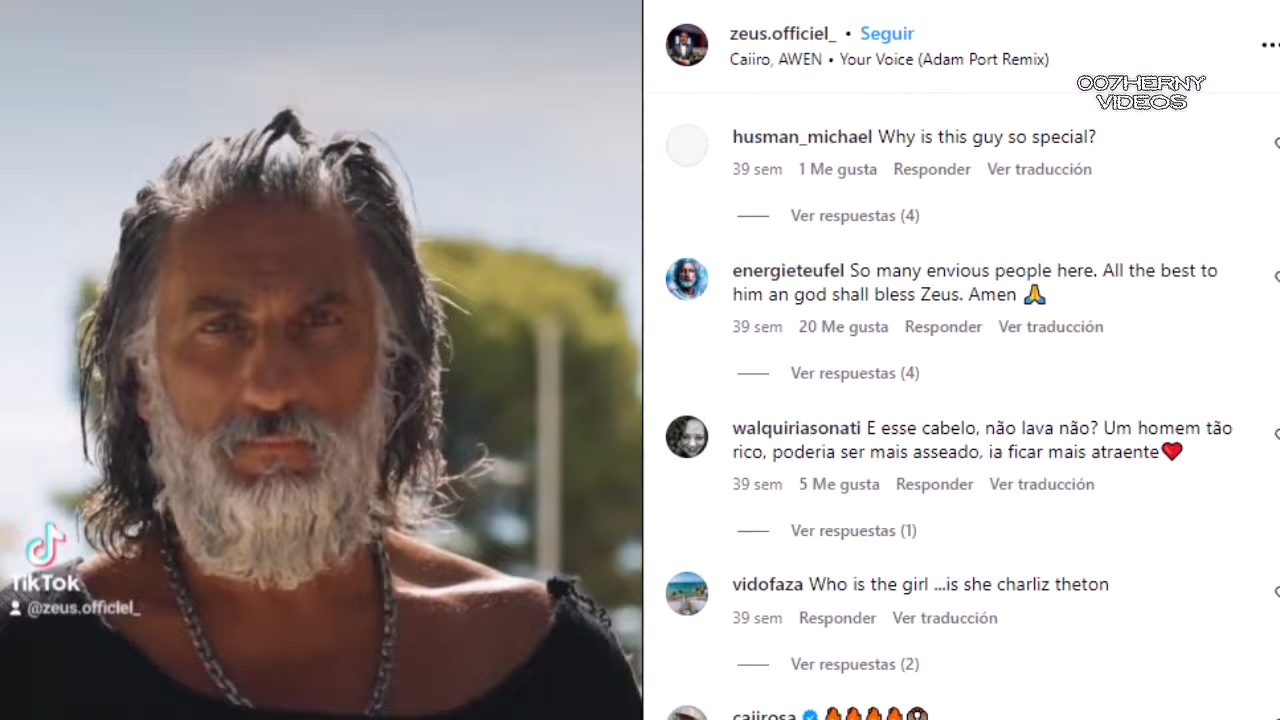 TikTok
@zeus.officiel_
zeus.officiel_ • Seguir
Caiiro, AWEN • Your Voice (Adam Port Remix)
007HERNY
VIDEOS
husman_michael Why is this guy so special?
39 sem 1 Me gusta Responder Ver traducción
Ver respuestas (4)
energieteufel So many envious people here. All the best to
him an god shall bless Zeus. Amen 🙏
39 sem 20 Me gusta Responder Ver traducción
Ver respuestas (4)
walquiriasonati E esse cabelo, não lava não? Um homem tão
rico, poderia ser mais asseado, ia ficar mais atraente❤️
39 sem 5 Me gusta Responder Ver traducción
Ver respuestas (1)
vidofaza Who is the girl ...is she charliz theton
39 sem Responder Ver traducción
Ver respuestas (2)
caiirosa